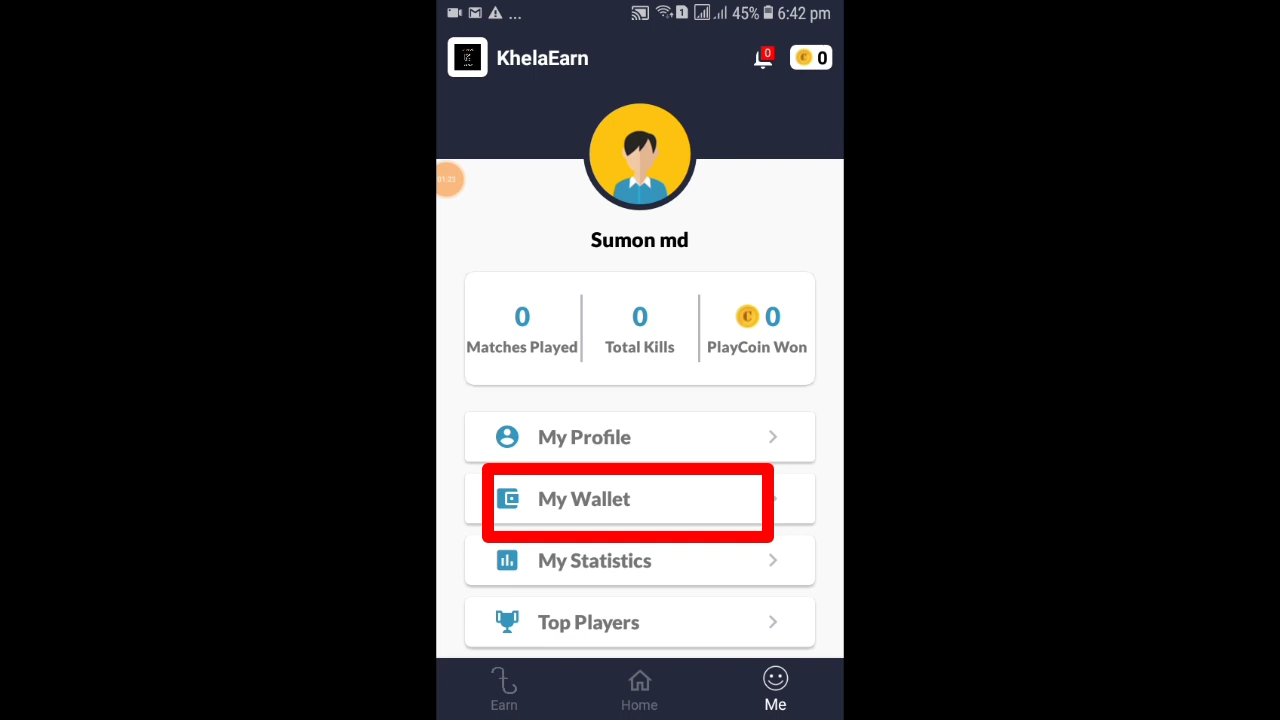 ... 1 45% 6:42 pm
KhelaEarn 0 0
Sumon md
0 0 0
Matches Played Total Kills PlayCoin Won
My Profile
My Wallet
My Statistics
Top Players
Earn Home Me